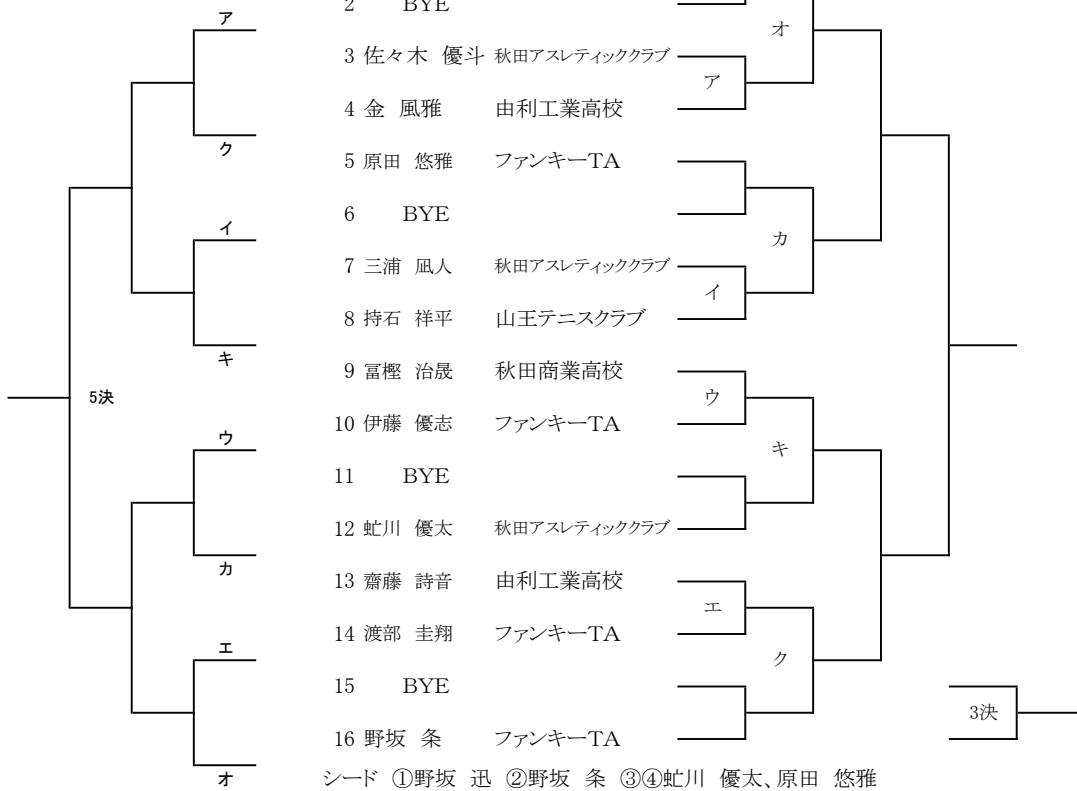 2 BYE
3 佐々木 優斗 秋田アスレティッククラブ
4 金 風雅 由利工業高校
5 原田 悠雅 ファンキーTA
6 BYE
7 三浦 凪人 秋田アスレティッククラブ
8 持石 祥平 山王テニスクラブ
9 冨樫 治晟 秋田商業高校
10 伊藤 優志 ファンキーTA
11 BYE
12 虻川 優太 秋田アスレティッククラブ
13 齋藤 詩音 由利工業高校
14 渡部 圭翔 ファンキーTA
15 BYE
16 野坂 条 ファンキーTA
ア
ク
イ
キ
5決
ウ
カ
エ
オ
オ
ア
カ
イ
ウ
キ
エ
ク
3決
シード ①野坂 迅 ②野坂 条 ③④虻川 優太、原田 悠雅